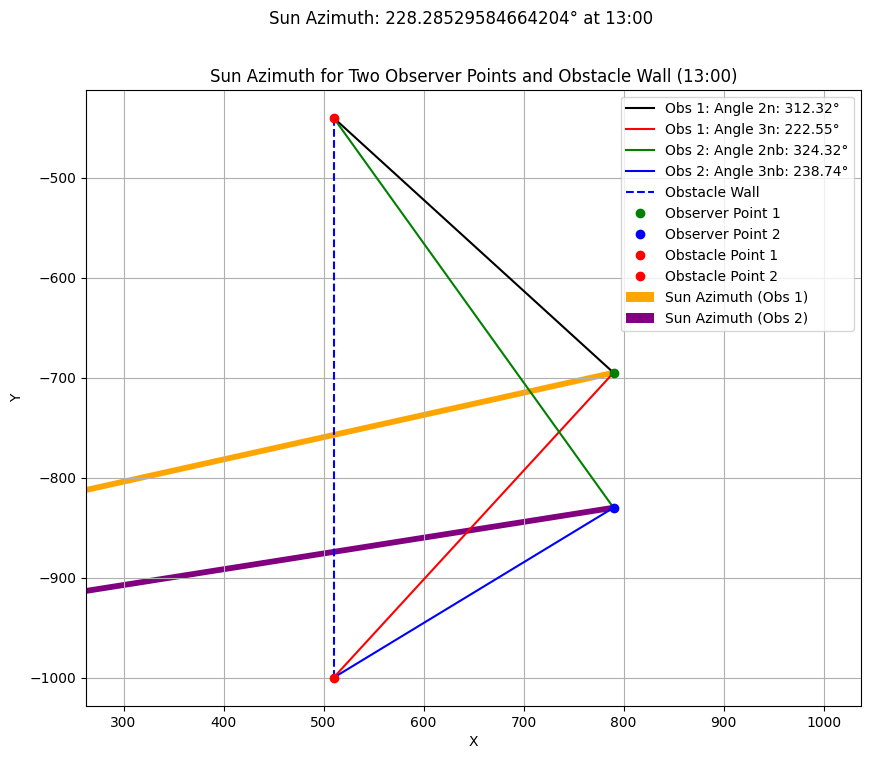 Sun Azimuth: 228.28529584664204° at 13:00
Sun Azimuth for Two Observer Points and Obstacle Wall (13:00)
Obs 1: Angle 2n: 312.32°
Obs 1: Angle 3n: 222.55°
Obs 2: Angle 2nb: 324.32°
Obs 2: Angle 3nb: 238.74°
Obstacle Wall
Observer Point 1
Observer Point 2
Obstacle Point 1
Obstacle Point 2
Sun Azimuth (Obs 1)
Sun Azimuth (Obs 2)
Y
−500
−600
−700
−800
−900
−1000
300 400 500 600 700 800 900 1000
X